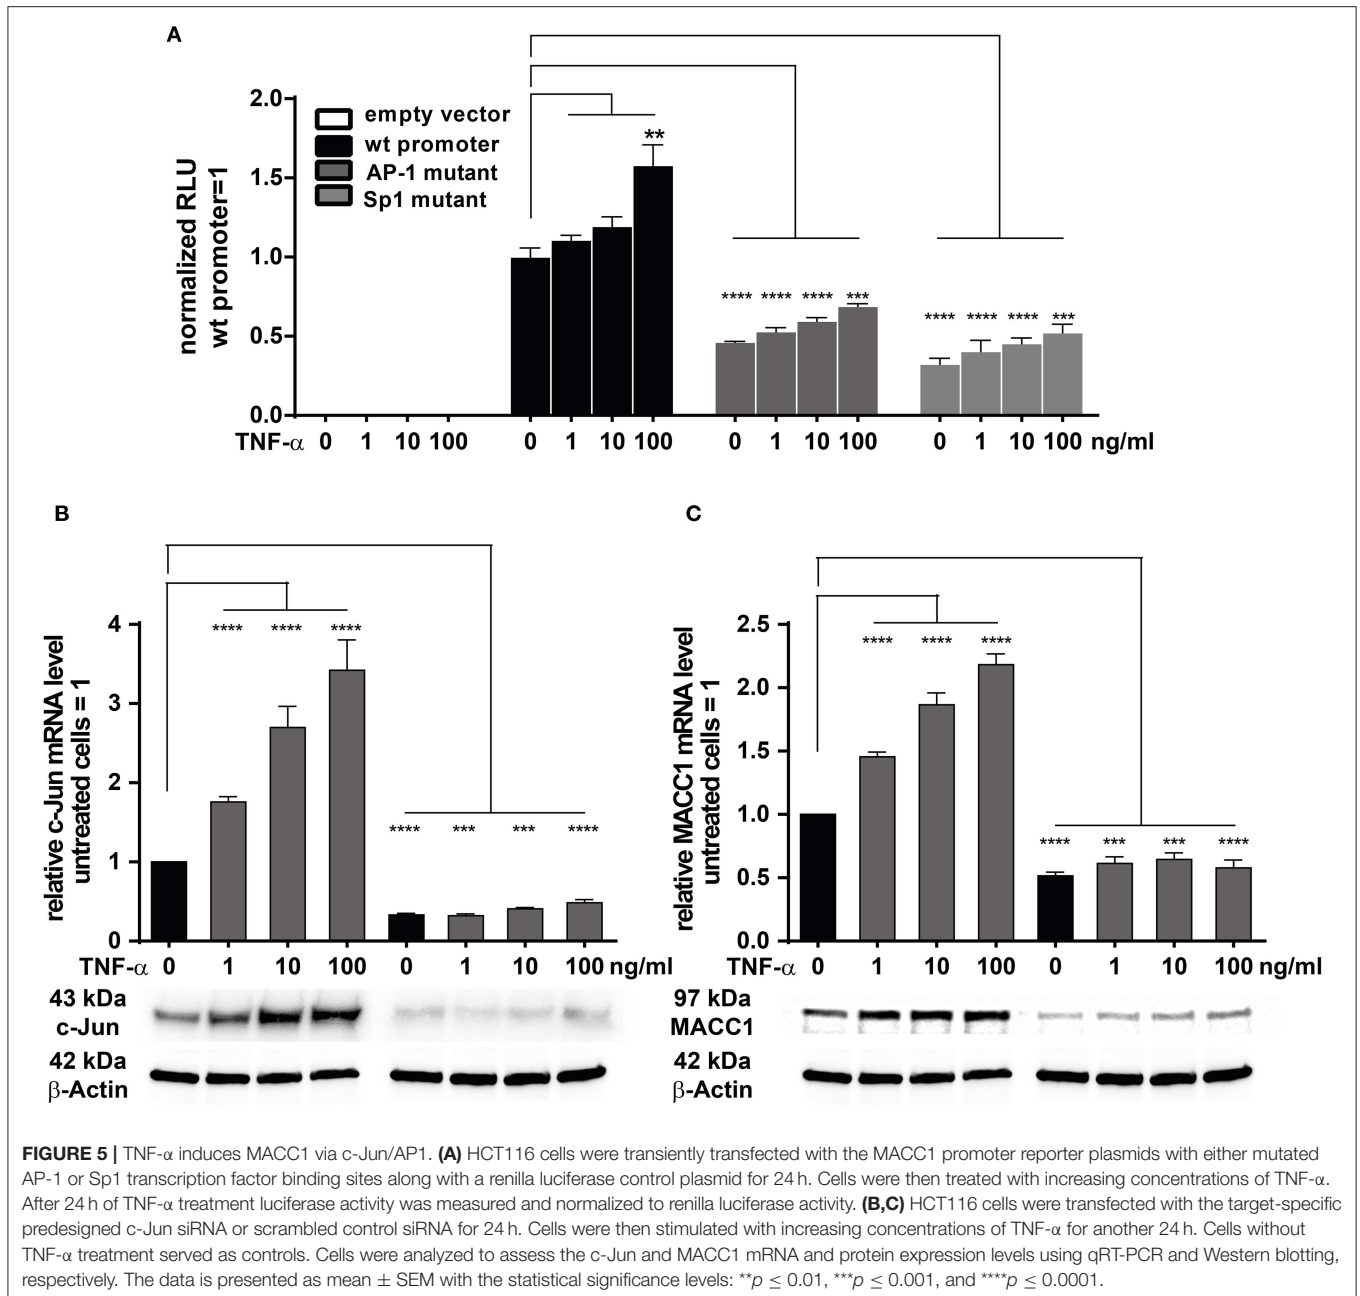 A
2.0
1.5
1.0
0.5
0.0
normalized RLU
wt promoter=1
empty vector
wt promoter
AP-1 mutant
Sp1 mutant
**
**** **** **** ***
**** **** **** ***
TNF-α 0 1 10 100 0 1 10 100 0 1 10 100 0 1 10 100 ng/ml
B
relative c-Jun mRNA level
untreated cells = 1
4
3
2
1
0
**** **** ****
**** *** *** ****
TNF-α 0 1 10 100 0 1 10 100 ng/ml
43 kDa
c-Jun
42 kDa
β-Actin
C
relative MACC1 mRNA level
untreated cells = 1
2.5
2.0
1.5
1.0
0.5
0.0
**** **** ****
**** *** *** ****
TNF-α 0 1 10 100 0 1 10 100 ng/ml
97 kDa
MACC1
42 kDa
β-Actin
FIGURE 5 | TNF-α induces MACC1 via c-Jun/AP1. (A) HCT116 cells were transiently transfected with the MACC1 promoter reporter plasmids with either mutated
AP-1 or Sp1 transcription factor binding sites along with a renilla luciferase control plasmid for 24 h. Cells were then treated with increasing concentrations of TNF-α.
After 24 h of TNF-α treatment luciferase activity was measured and normalized to renilla luciferase activity. (B,C) HCT116 cells were transfected with the target-specific
predesigned c-Jun siRNA or scrambled control siRNA for 24 h. Cells were then stimulated with increasing concentrations of TNF-α for another 24 h. Cells without
TNF-α treatment served as controls. Cells were analyzed to assess the c-Jun and MACC1 mRNA and protein expression levels using qRT-PCR and Western blotting,
respectively. The data is presented as mean ± SEM with the statistical significance levels: **p ≤ 0.01, ***p ≤ 0.001, and ****p ≤ 0.0001.